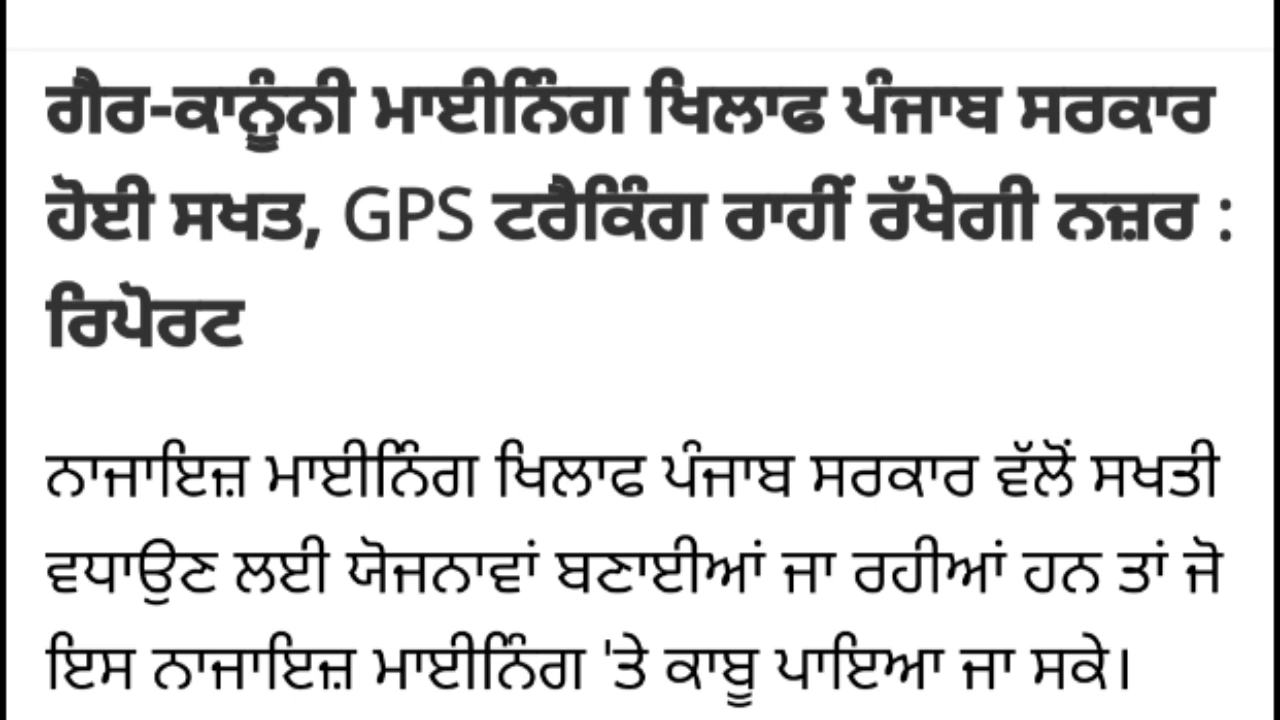 ਗੈਰ-ਕਾਨੂੰਨੀ ਮਾਈਨਿੰਗ ਖਿਲਾਫ ਪੰਜਾਬ ਸਰਕਾਰ
ਹੋਈ ਸਖਤ, GPS ਟਰੈਕਿੰਗ ਰਾਹੀਂ ਰੱਖੇਗੀ ਨਜ਼ਰ :
ਰਿਪੋਰਟ
ਨਾਜਾਇਜ਼ ਮਾਈਨਿੰਗ ਖਿਲਾਫ ਪੰਜਾਬ ਸਰਕਾਰ ਵੱਲੋਂ ਸਖਤੀ
ਵਧਾਉਣ ਲਈ ਯੋਜਨਾਵਾਂ ਬਣਾਈਆਂ ਜਾ ਰਹੀਆਂ ਹਨ ਤਾਂ ਜੋ
ਇਸ ਨਾਜਾਇਜ਼ ਮਾਈਨਿੰਗ 'ਤੇ ਕਾਬੂ ਪਾਇਆ ਜਾ ਸਕੇ।